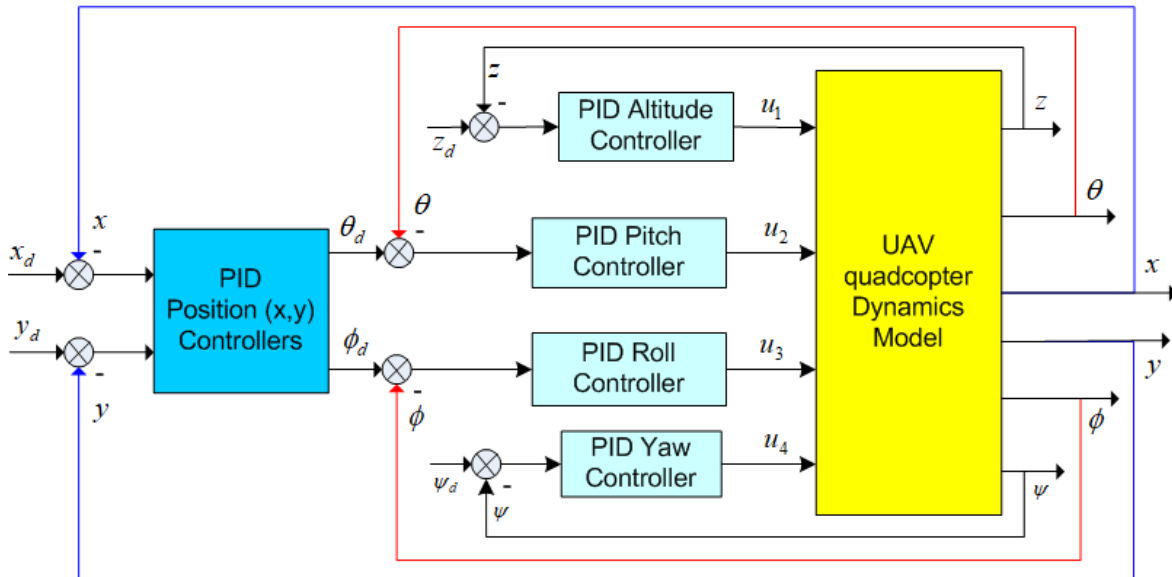 z
-
z_d
PID Altitude
Controller
u_1
z
x
-
x_d
y_d
-
y
PID
Position (x,y)
Controllers
θ_d
θ
-
PID Pitch
Controller
u_2
θ
UAV
quadcopter
Dynamics
Model
x
y
ϕ_d
-
ϕ
PID Roll
Controller
u_3
ϕ
ψ_d
-
ψ
PID Yaw
Controller
u_4
ψ